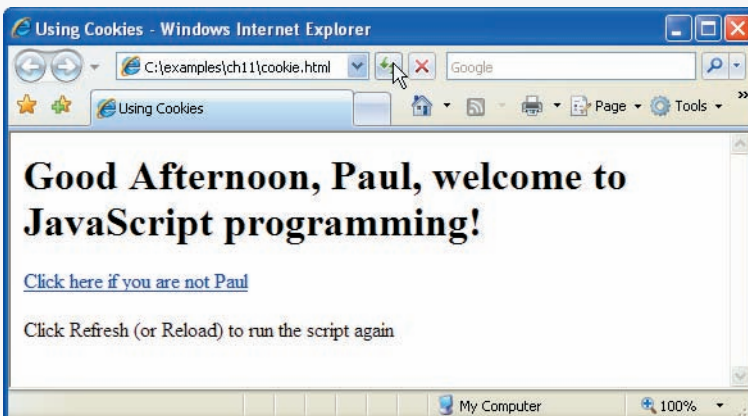 Using Cookies - Windows Internet Explorer
C:\examples\ch11\cookie.html
Google
Using Cookies
Page
Tools
»
Good Afternoon, Paul, welcome to
JavaScript programming!
Click here if you are not Paul
Click Refresh (or Reload) to run the script again
My Computer
100%